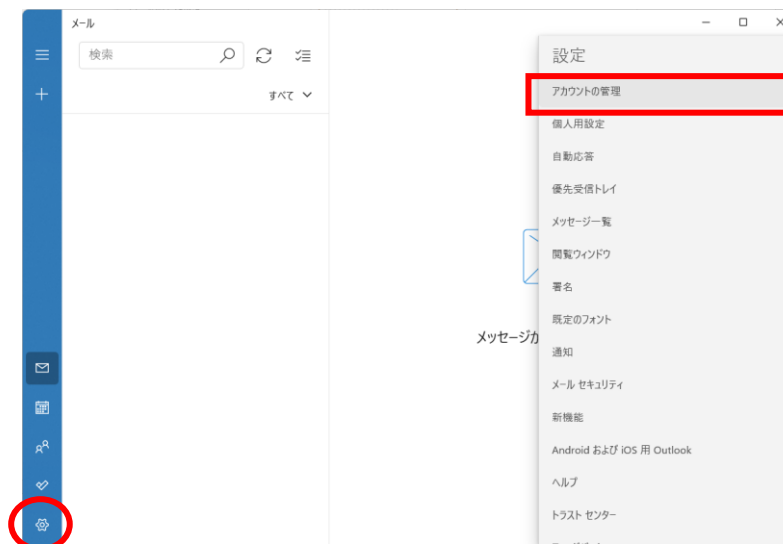 メール
検索
すべて
メッセージが
設定
アカウントの管理
個人用設定
自動応答
優先受信トレイ
メッセージ一覧
閲覧ウィンドウ
署名
既定のフォント
通知
メール セキュリティ
新機能
Android および iOS 用 Outlook
ヘルプ
トラスト センター